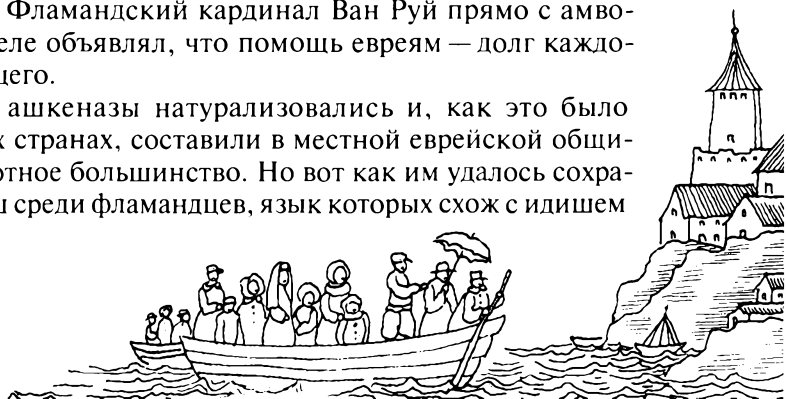 Фламандский кардинал Ван Руй прямо с амво-
еле объявлял, что помощь евреям — долг каждо-
щего.
ашкеназы натурализовались и, как это было
х странах, составили в местной еврейской общи-
отное большинство. Но вот как им удалось сохра-
среди фламандцев, язык которых схож с идишем